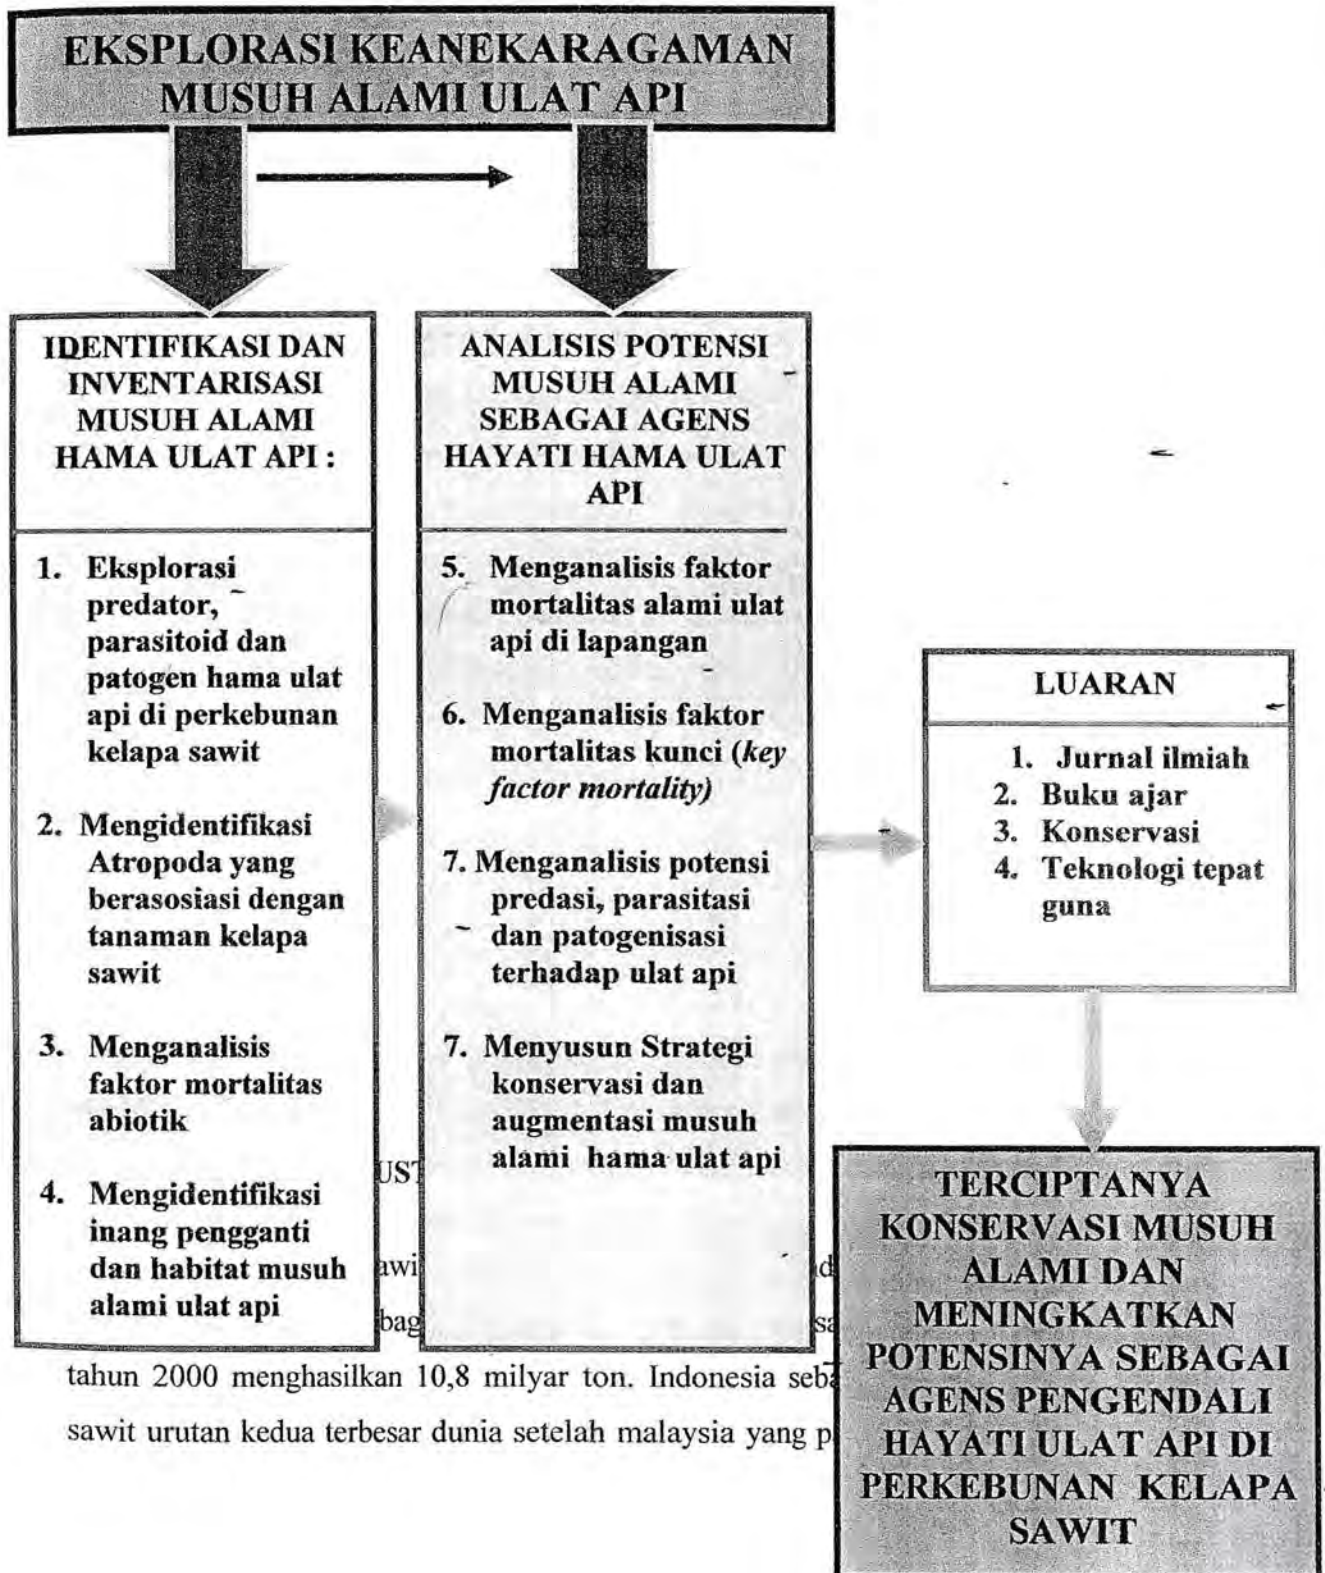 EKSPLORASI KEANEKARAGAMAN
MUSUH ALAMI ULAT API
IDENTIFIKASI DAN
INVENTARISASI
MUSUH ALAMI
HAMA ULAT API :
1. Eksplorasi
predator,
parasitoid dan
patogen hama ulat
api di perkebunan
kelapa sawit
2. Mengidentifikasi
Atropoda yang
berasosiasi dengan
tanaman kelapa
sawit
3. Menganalisis
faktor mortalitas
abiotik
4. Mengidentifikasi
inang pengganti
dan habitat musuh
alami ulat api
ANALISIS POTENSI
MUSUH ALAMI
SEBAGAI AGENS
HAYATI HAMA ULAT
API
5. Menganalisis faktor
mortalitas alami ulat
api di lapangan
6. Menganalisis faktor
mortalitas kunci (key
factor mortality)
7. Menganalisis potensi
predasi, parasitasi
dan patogenisasi
terhadap ulat api
7. Menyusun Strategi
konservasi dan
augmentasi musuh
alami hama ulat api
LUARAN
1. Jurnal ilmiah
2. Buku ajar
3. Konservasi
4. Teknologi tepat
guna
TERCIPTANYA
KONSERVASI MUSUH
ALAMI DAN
MENINGKATKAN
POTENSINYA SEBAGAI
AGENS PENGENDALI
HAYATI ULAT API DI
PERKEBUNAN KELAPA
SAWIT
UST
awi
bag
tahun 2000 menghasilkan 10,8 milyar ton. Indonesia seba
sawit urutan kedua terbesar dunia setelah malaysia yang p